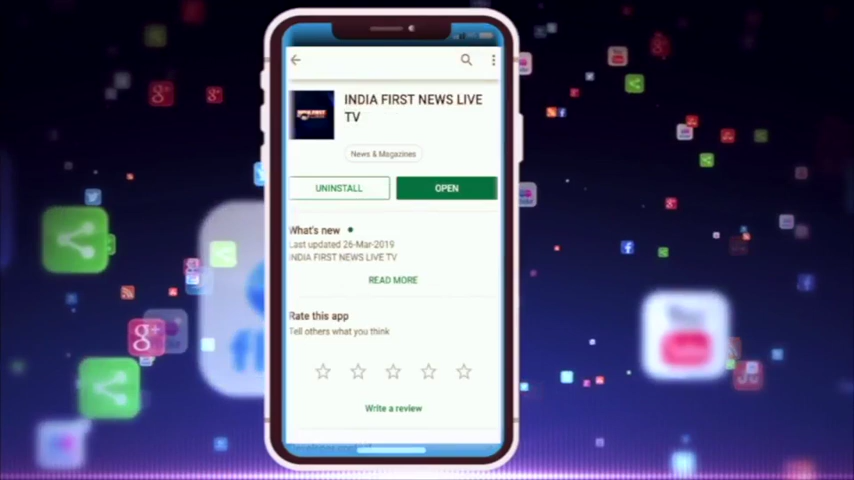 INDIA FIRST NEWS LIVE
TV
News & Magazines
UNINSTALL
OPEN
What's new
Last updated 26-Mar-2019
INDIA FIRST NEWS LIVE TV
READ MORE
Rate this app
Tell others what you think
Write a review